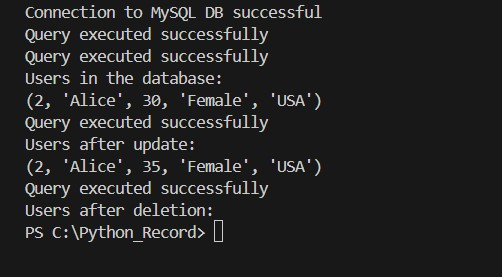 Connection to MySQL DB successful
Query executed successfully
Query executed successfully
Users in the database:
(2, 'Alice', 30, 'Female', 'USA')
Query executed successfully
Users after update:
(2, 'Alice', 35, 'Female', 'USA')
Query executed successfully
Users after deletion:
PS C:\Python_Record>